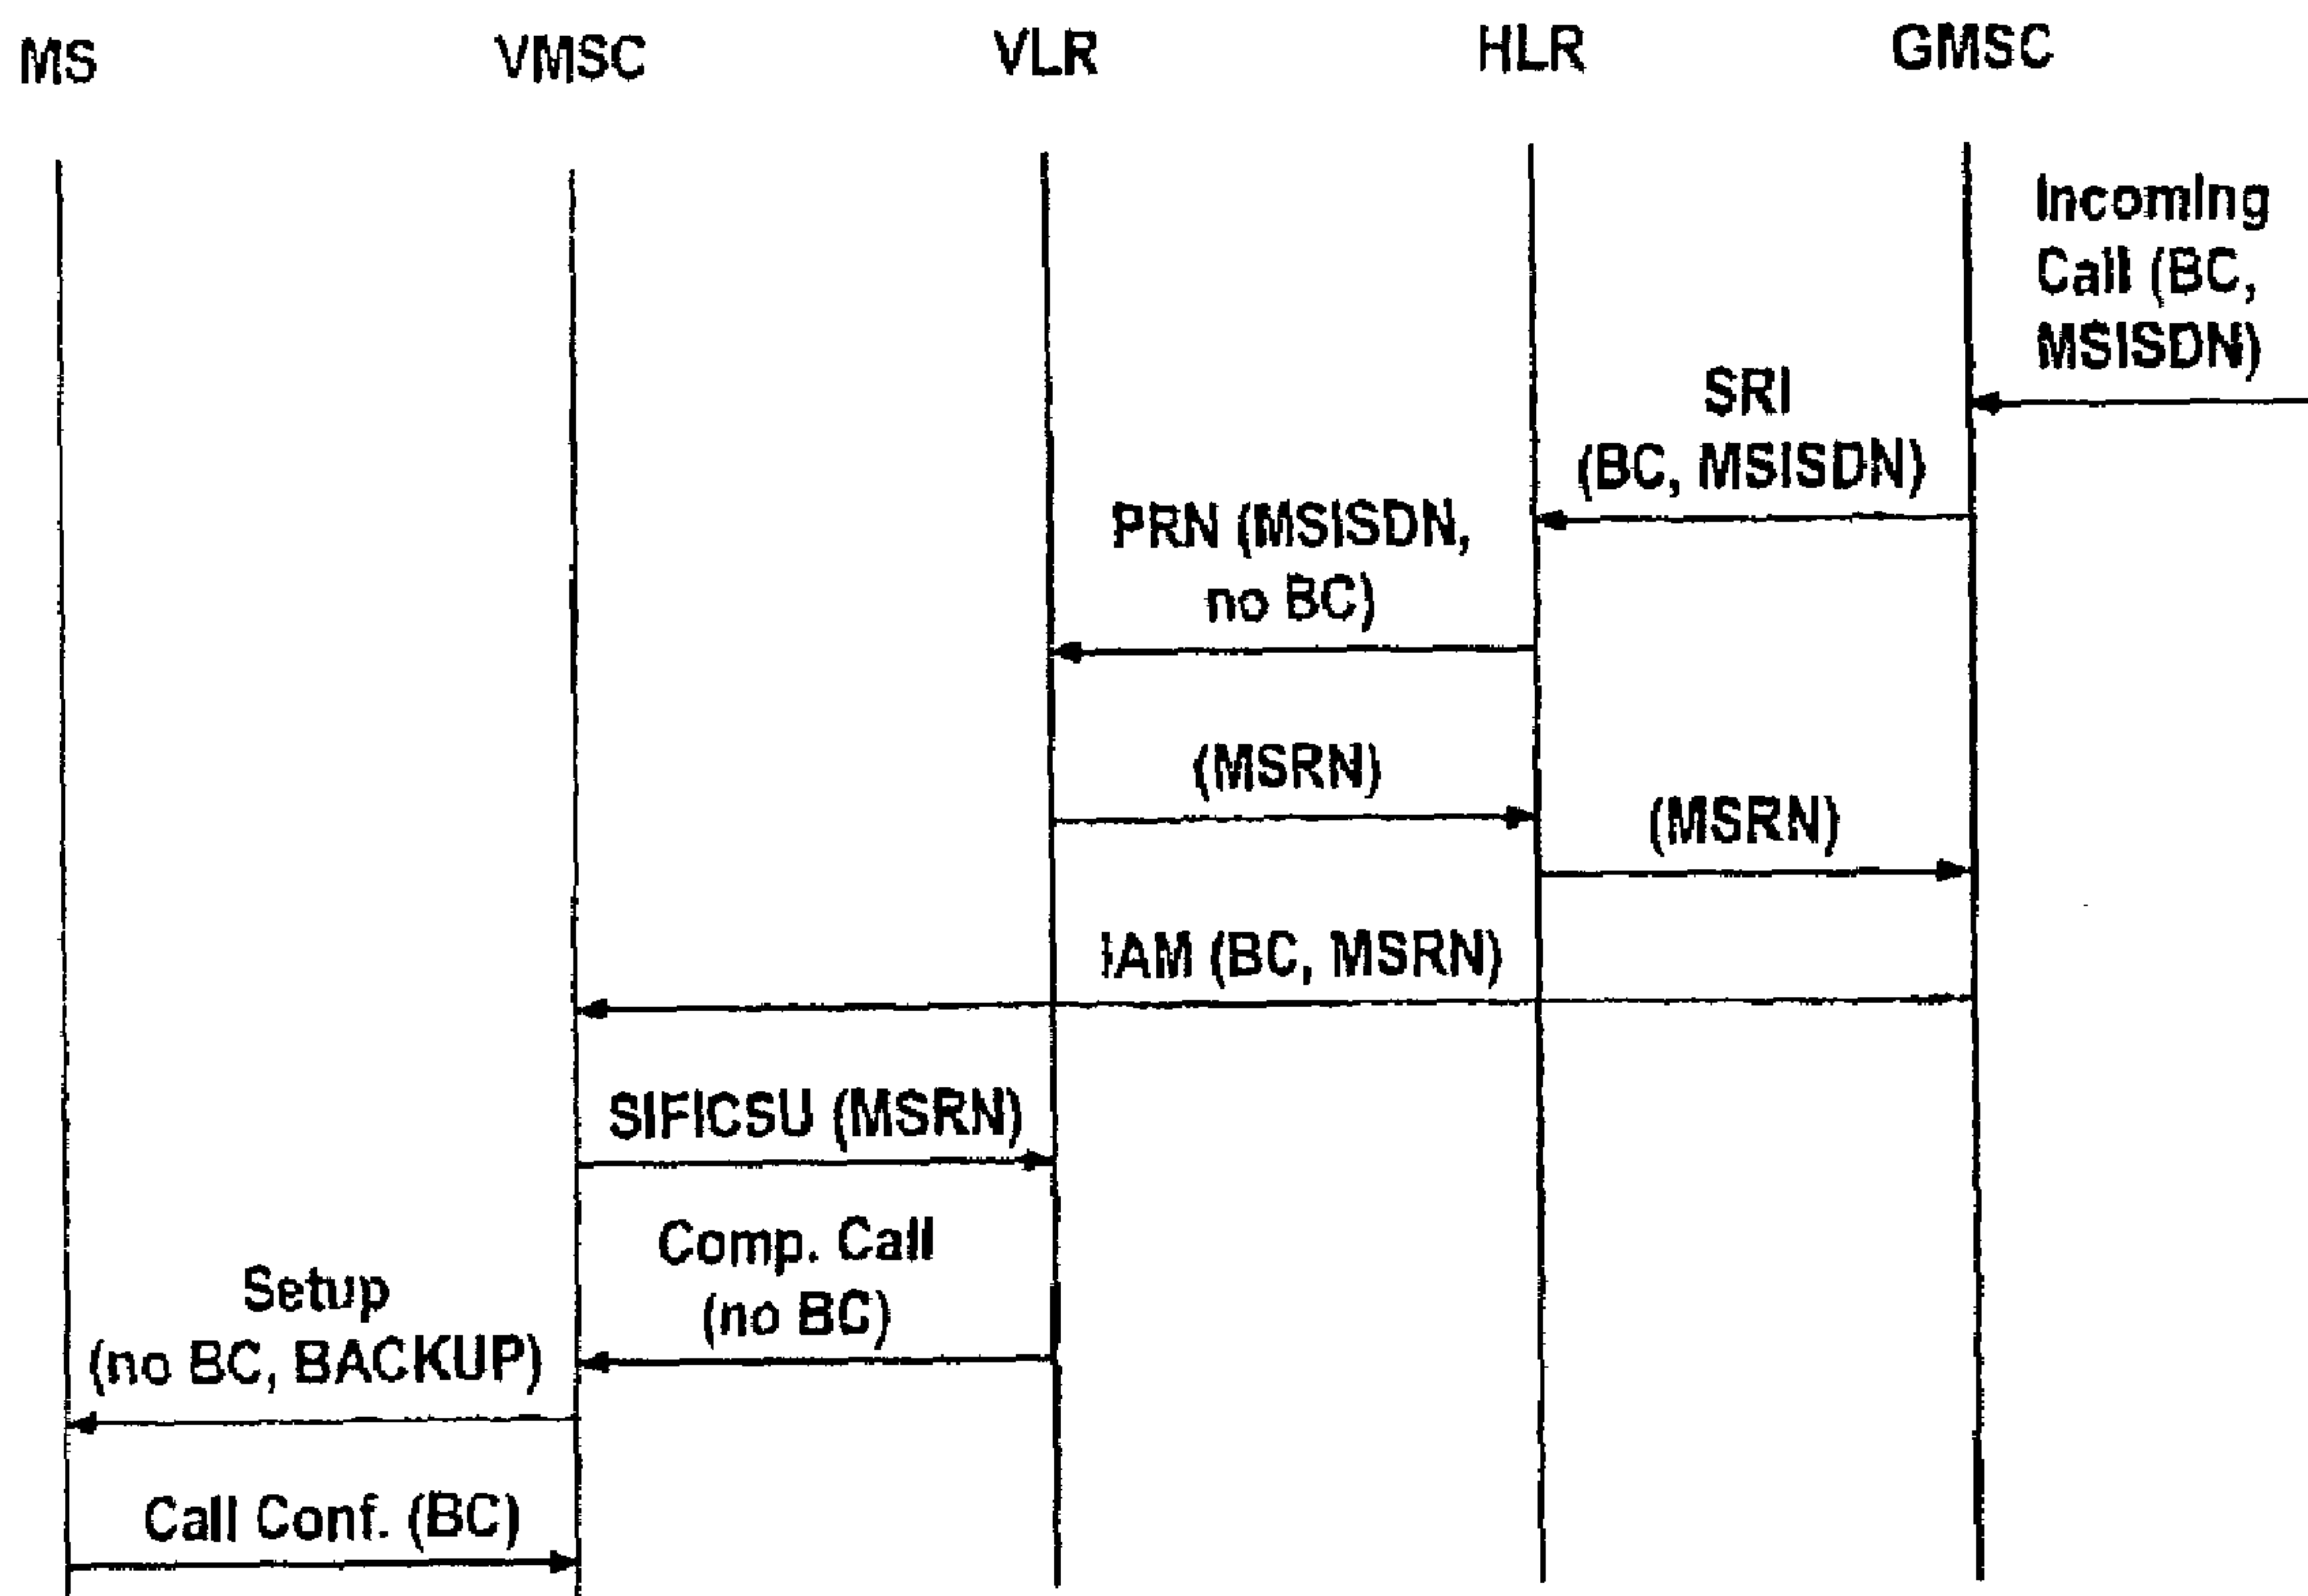 MS
VMSC
VLR
HLR
GMSC
Incoming
Call (BC,
MSISDN)
SRI
(BC, MSISDN)
PRN (MSISDN,
no BC)
(MSRN)
(MSRN)
IAM (BC, MSRN)
SIFICSU (MSRN)
Comp. Call
(no BC)
Setup
(no BC, BACKUP)
Call Conf. (BC)